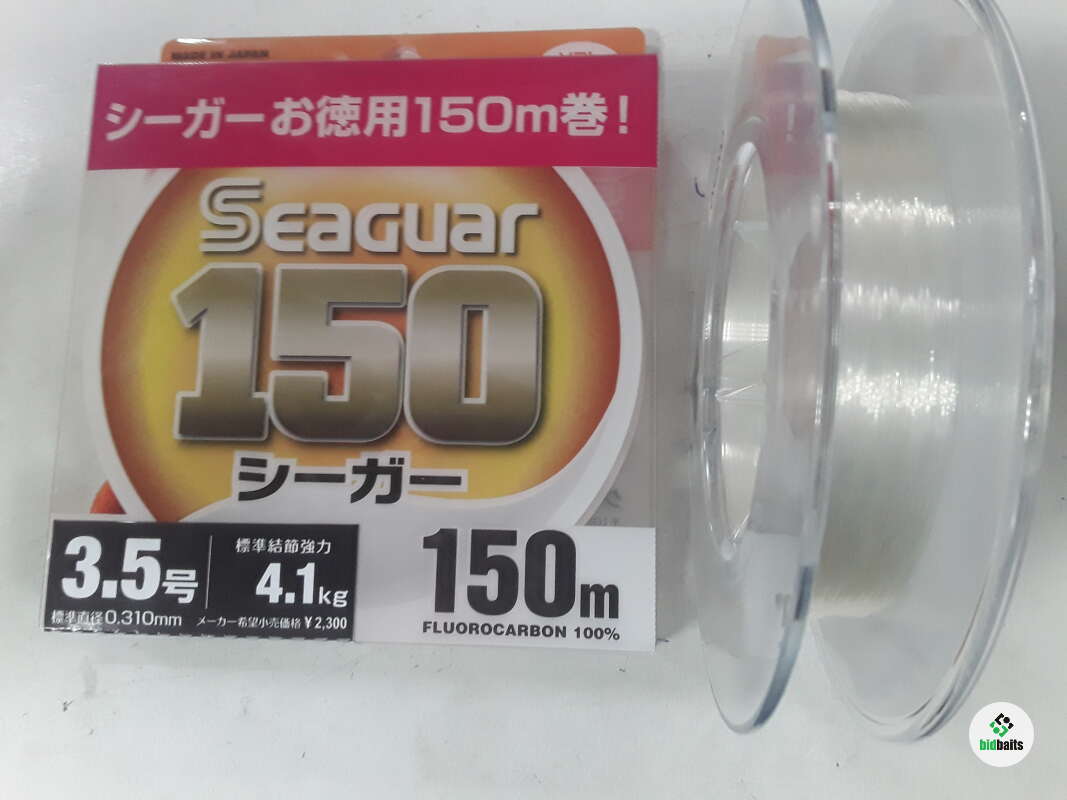 MADE IN JAPAN
シーガーお徳用150m巻!
Seaguar
150
シーガー
3.5号
標準直径0.310mm
標準結節強力
4.1kg
メーカー希望小売価格 ¥2,300
150m
FLUOROCARBON 100%
bidbaits